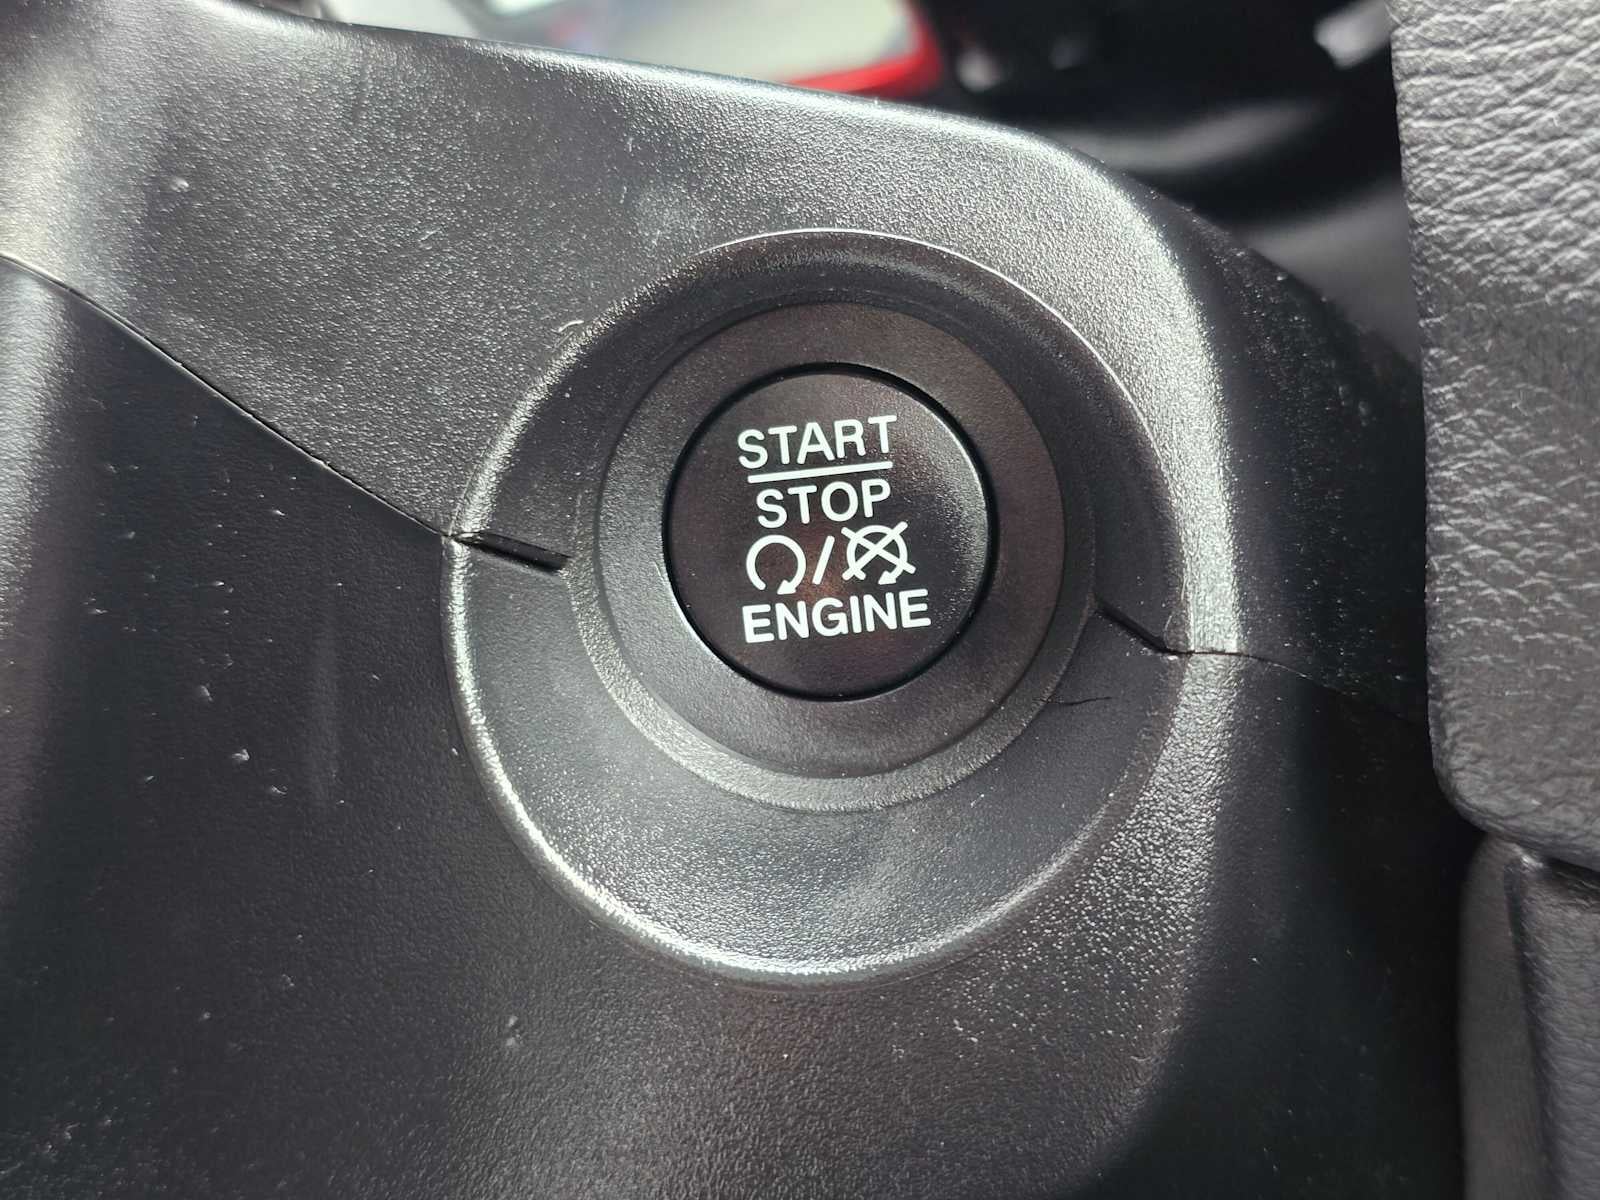 START
STOP
/
ENGINE